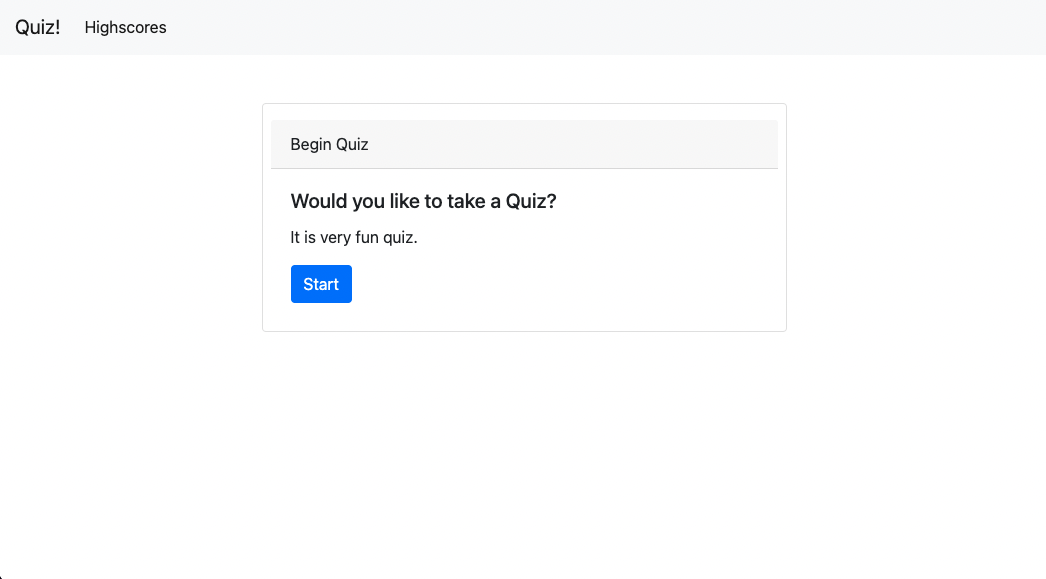 Quiz! Highscores
Begin Quiz
Would you like to take a Quiz?
It is very fun quiz.
Start